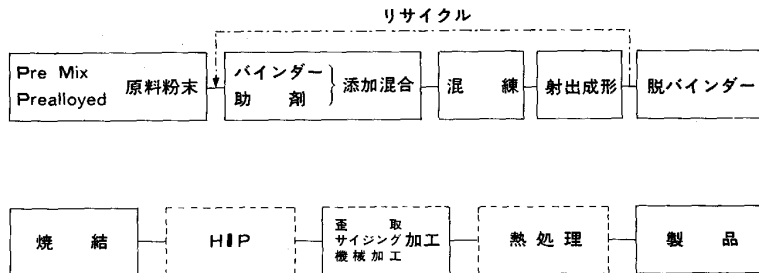 リサイクル
Pre Mix
Prealloyed 原料粉末
バインダー
助剤
添加混合
混練
射出成形
脱バインダー
焼結
HIP
歪取
サイジング
機械加工
加工
熱処理
製品